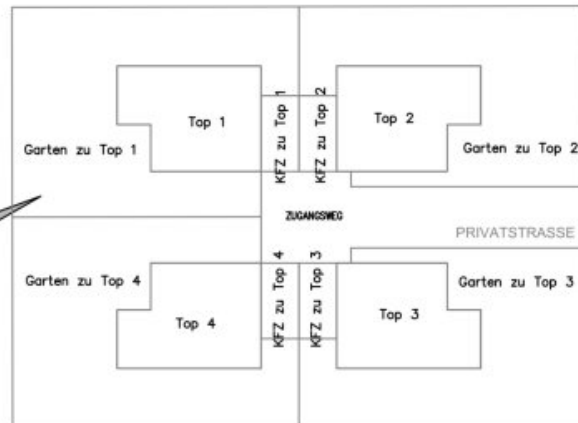 Top 1
KFZ zu Top 1
KFZ zu Top 2
Top 2
Garten zu Top 1
Garten zu Top 2
ZUGANGSWEG
PRIVATSTRASSE
Garten zu Top 4
KFZ zu Top 4
KFZ zu Top 3
Garten zu Top 3
Top 4
Top 3